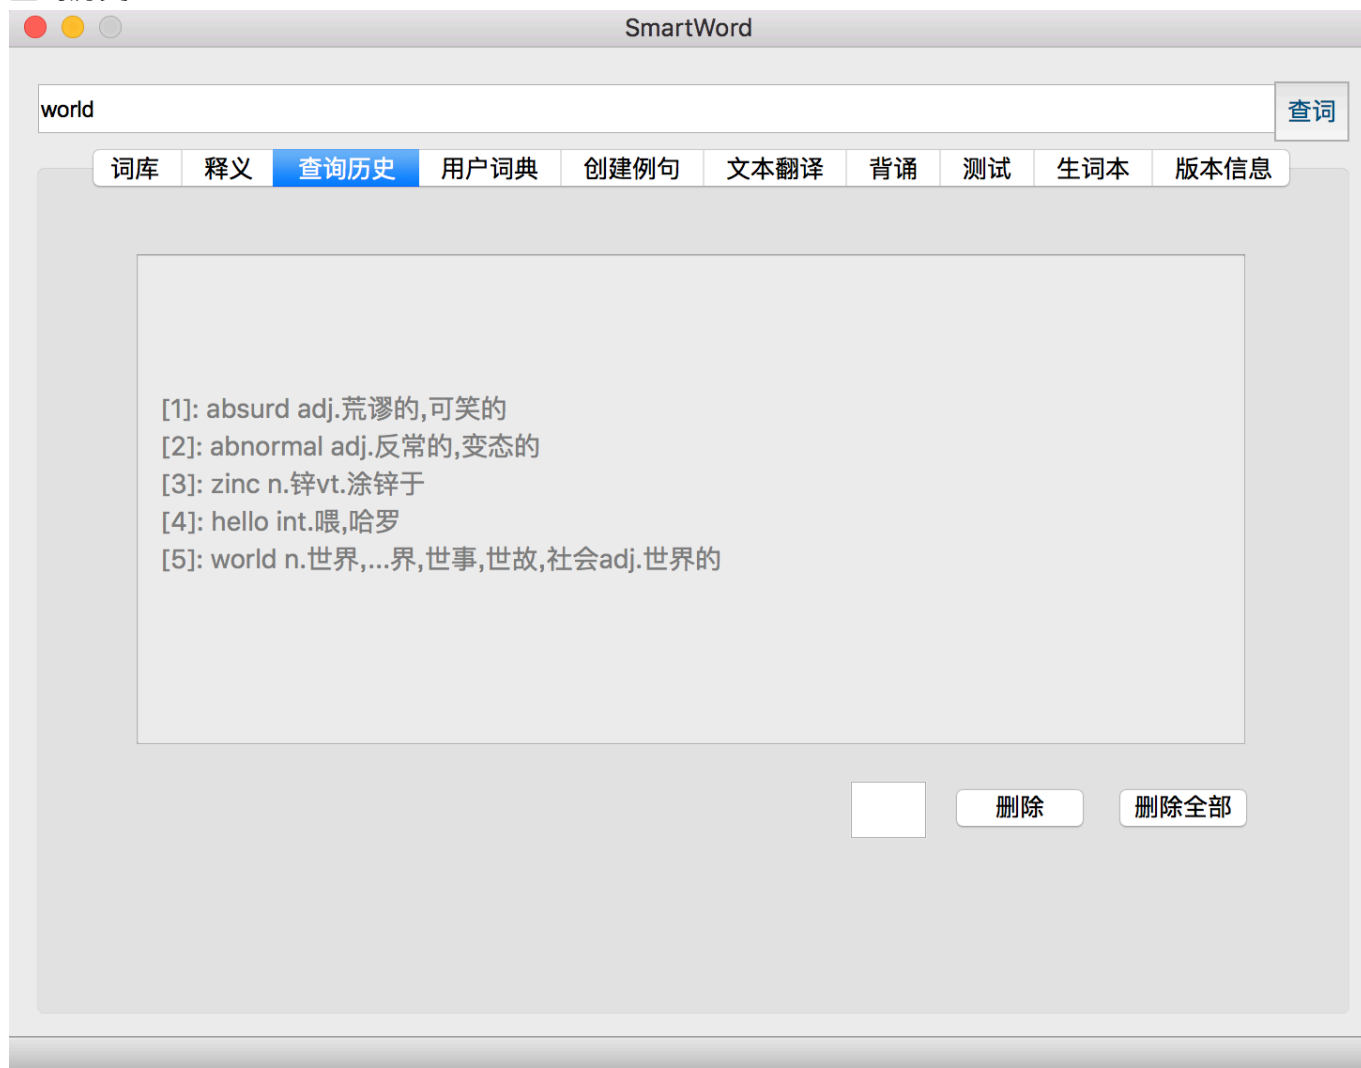 SmartWord
world
查词
词库 释义 查询历史 用户词典 创建例句 文本翻译 背诵 测试 生词本 版本信息
[1]: absurd adj.荒谬的,可笑的
[2]: abnormal adj.反常的,变态的
[3]: zinc n.锌vt.涂锌于
[4]: hello int.喂,哈罗
[5]: world n.世界,...界,世事,世故,社会adj.世界的
删除 删除全部